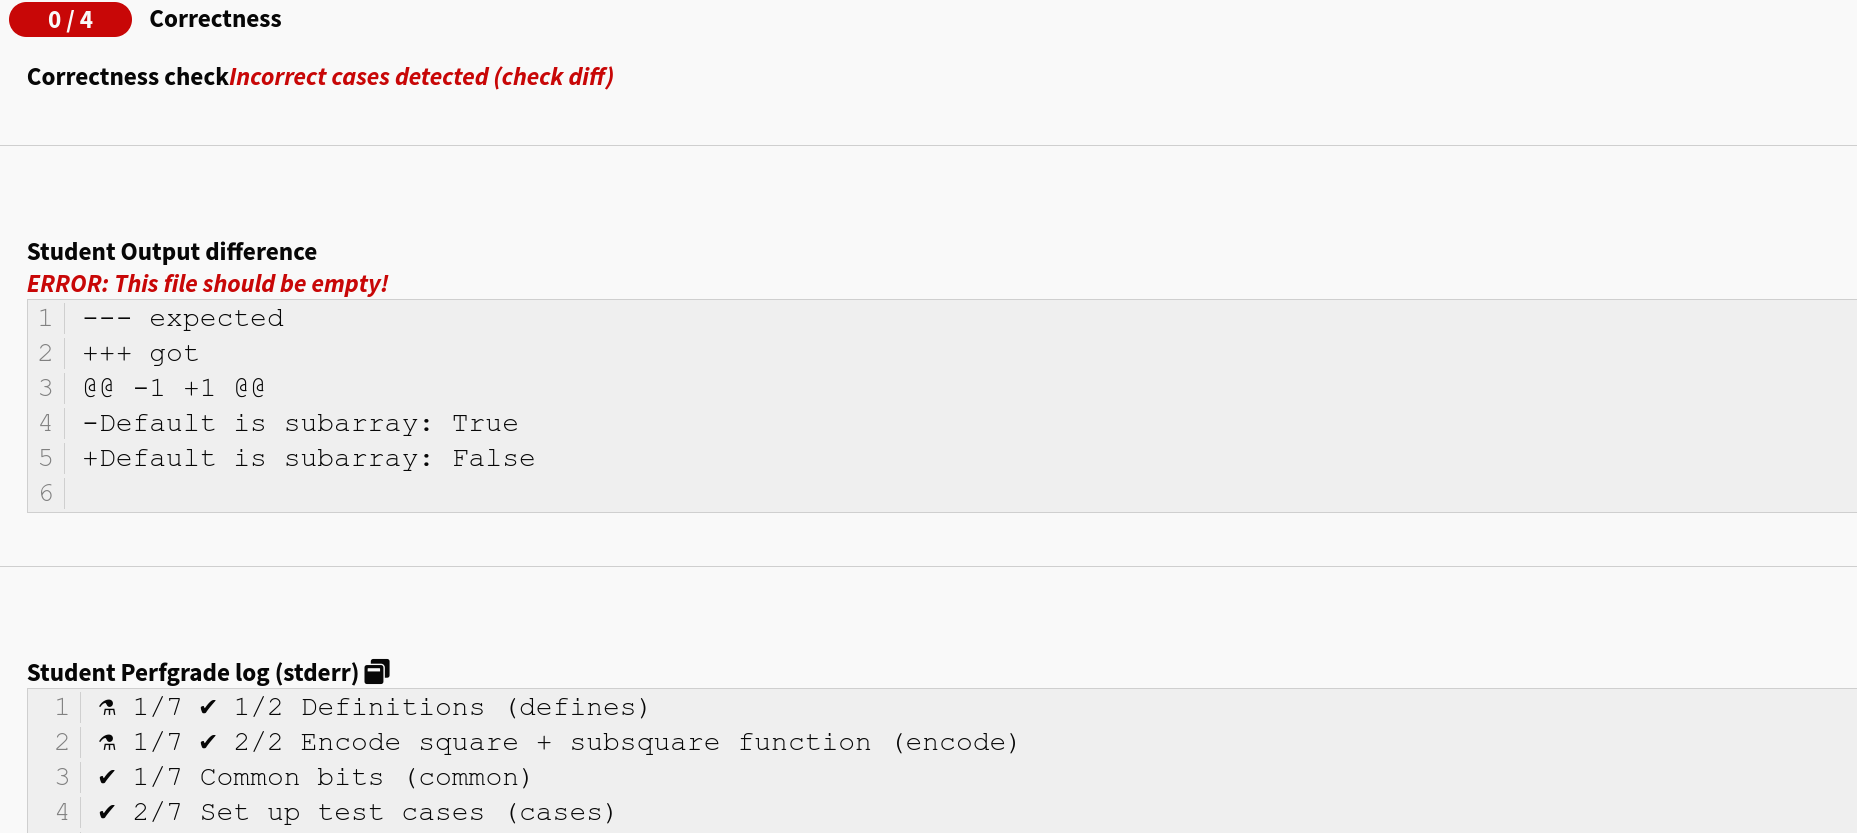 0 / 4 Correctness
Correctness checkIncorrect cases detected (check diff)
Student Output difference
ERROR: This file should be empty!
1 --- expected
2 +++ got
3 @@ -1 +1 @@
4 -Default is subarray: True
5 +Default is subarray: False
6
Student Perfgrade log (stderr)
1 ⚗ 1/7 ✔ 1/2 Definitions (defines)
2 ⚗ 1/7 ✔ 2/2 Encode square + subsquare function (encode)
3 ✔ 1/7 Common bits (common)
4 ✔ 2/7 Set up test cases (cases)